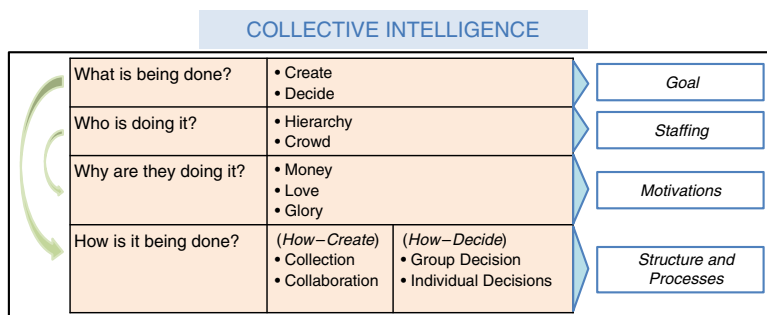 COLLECTIVE INTELLIGENCE
What is being done?
• Create
• Decide
Goal
Who is doing it?
• Hierarchy
• Crowd
Staffing
Why are they doing it?
• Money
• Love
• Glory
Motivations
How is it being done?
(How–Create)
• Collection
• Collaboration
(How–Decide)
• Group Decision
• Individual Decisions
Structure and
Processes